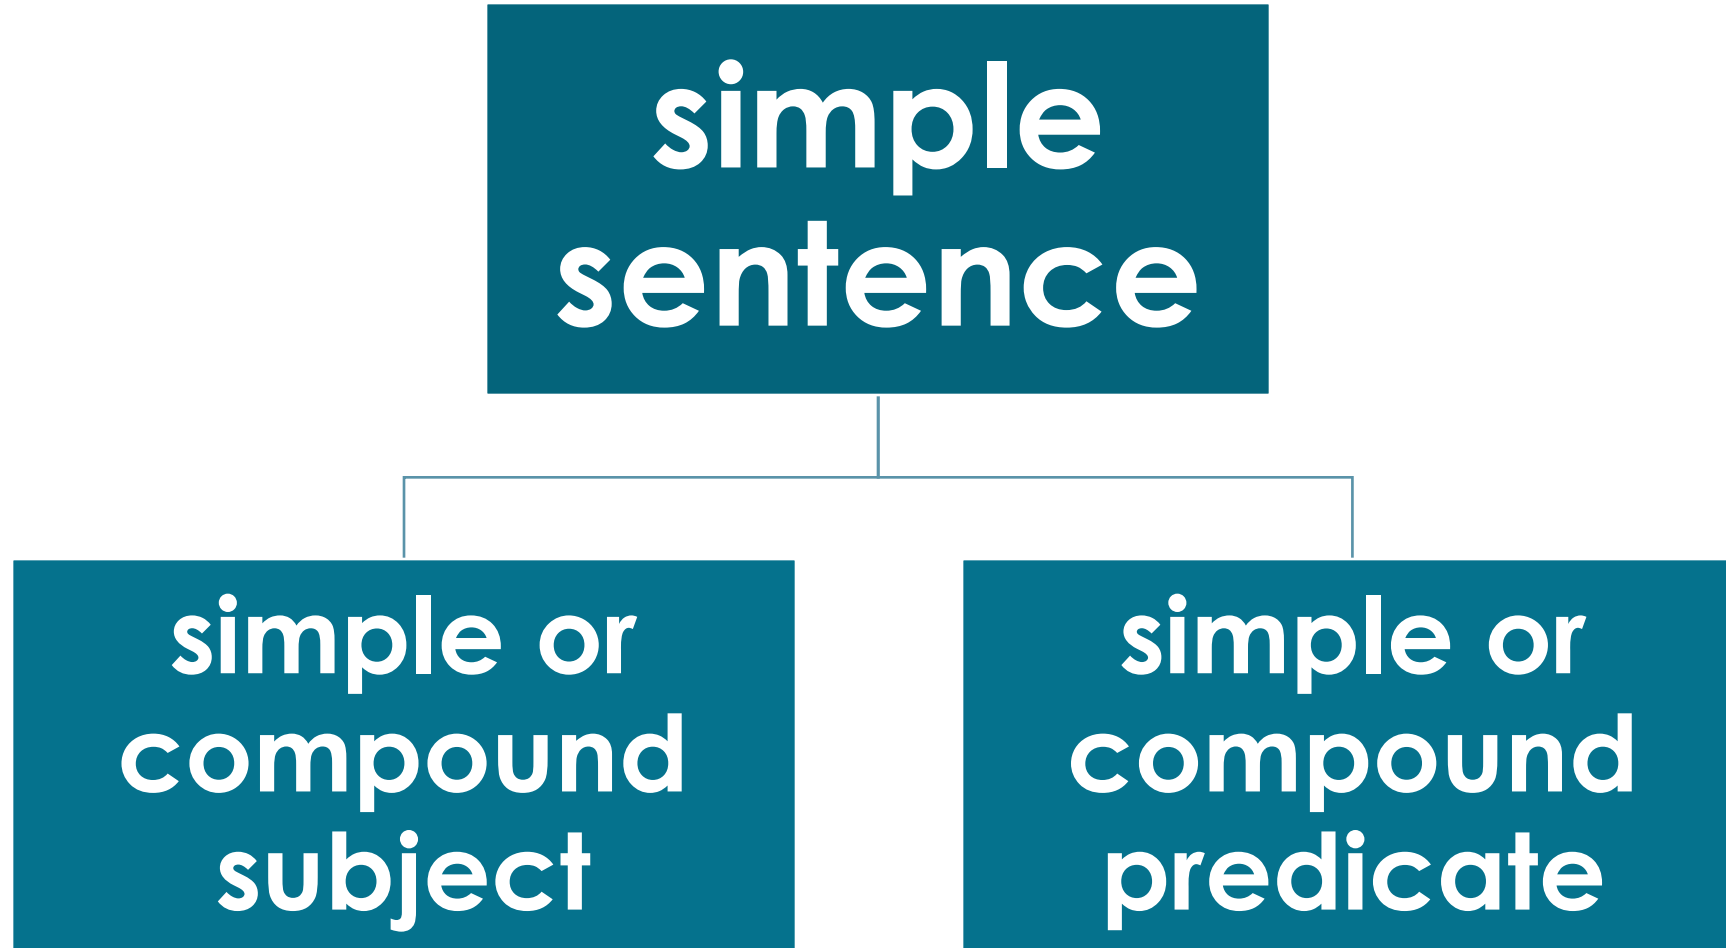 simple
sentence
simple or
compound
subject
simple or
compound
predicate